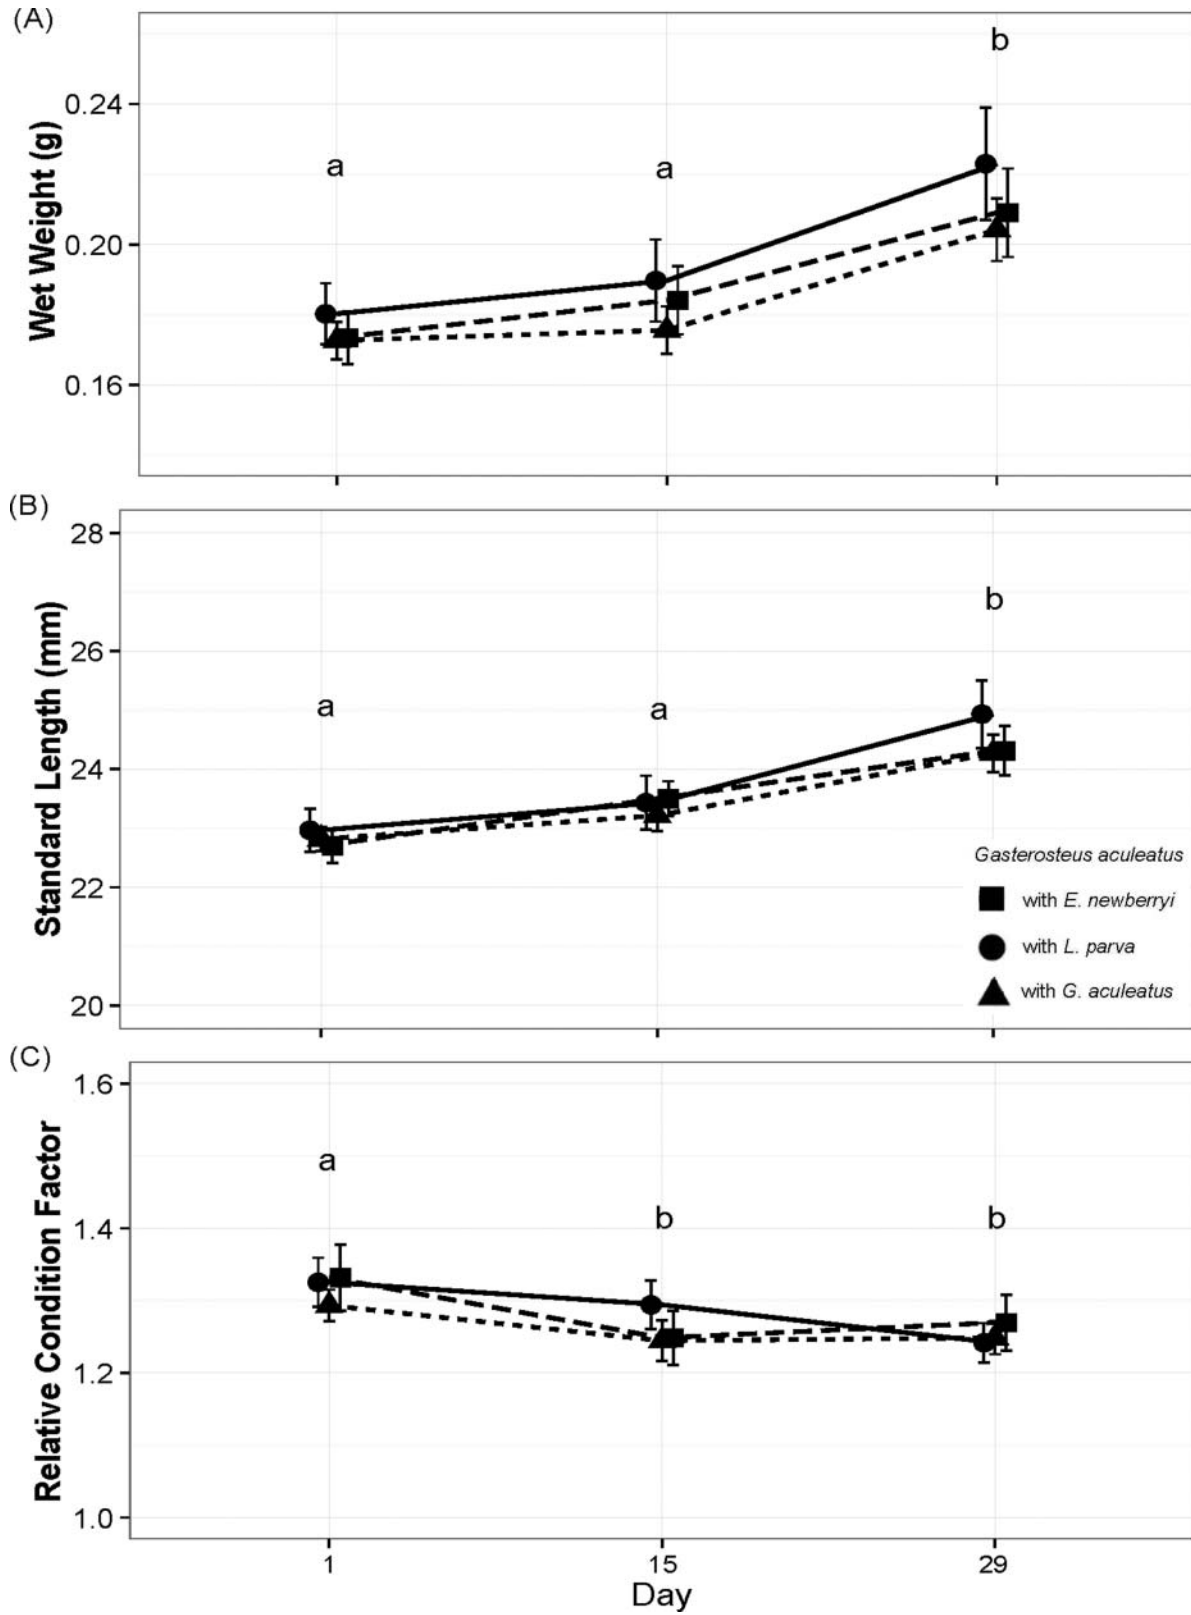 (A)
b
0.24
Wet Weight (g)
a
a
0.20
0.16
(B)
28
b
26
Standard Length (mm)
a
a
24
Gasterosteus aculeatus
22
with E. newberryi
with L. parva
with G. aculeatus
20
(C)
1.6
Relative Condition Factor
a
1.4
b
b
1.2
1.0
1
15
29
Day